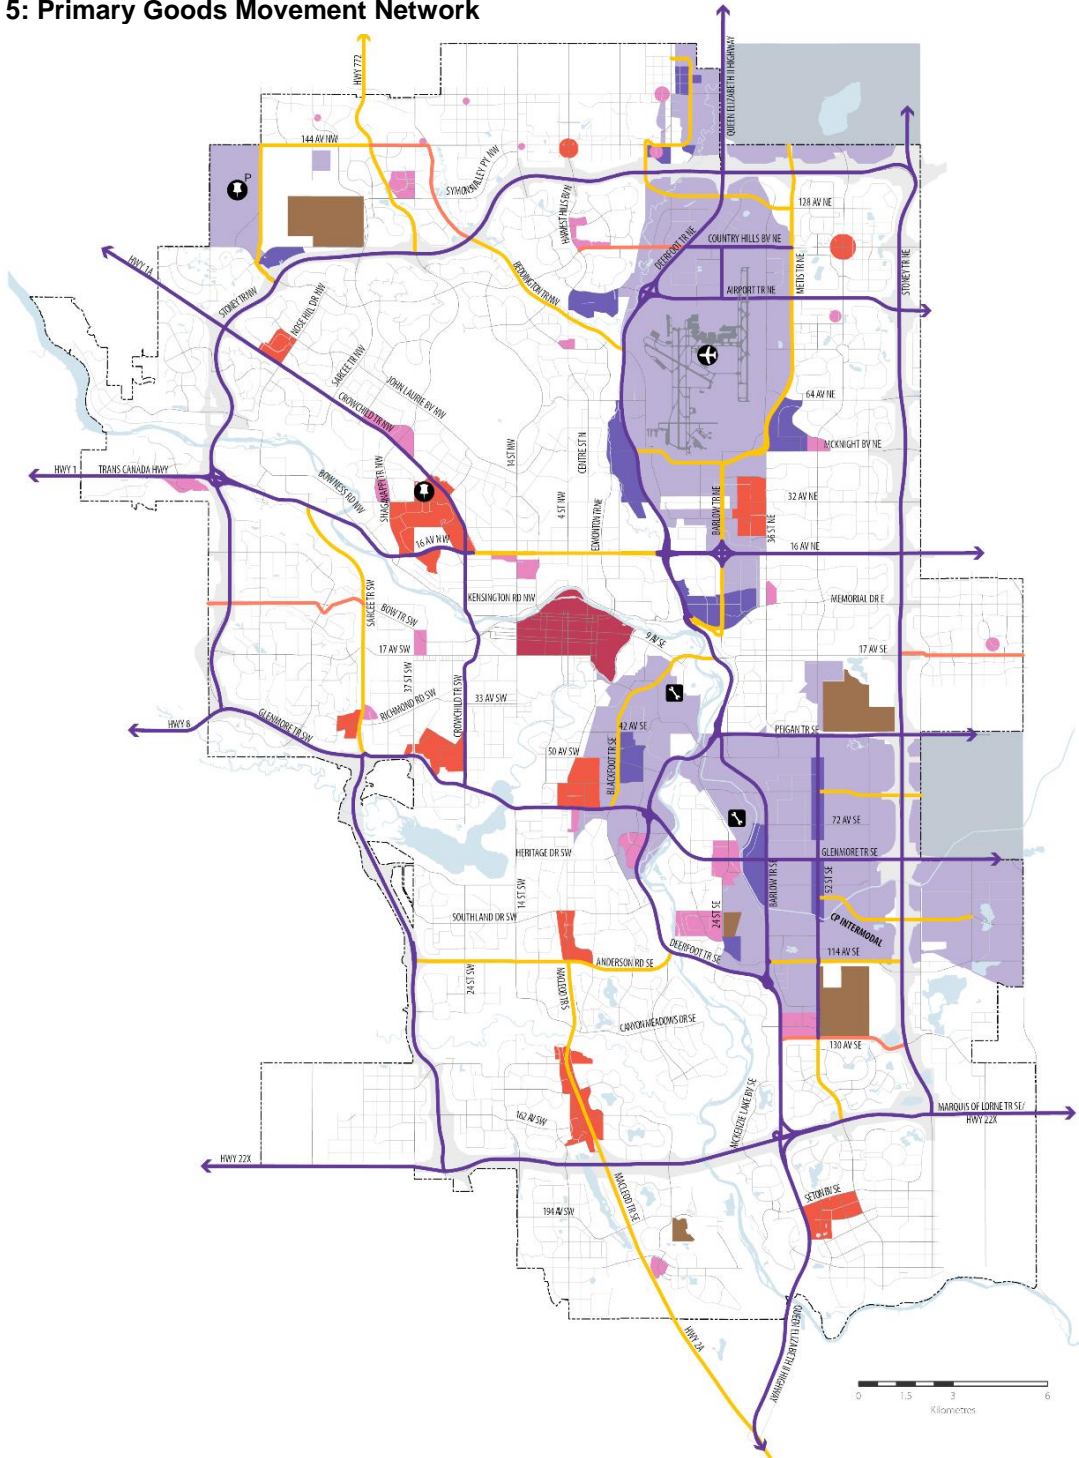 5: Primary Goods Movement Network
QUEEN ELIZABETH II HIGHWAY
HWY 772
144 AV NW
P
SYMONS VALLEY PY NW
HARVEST HILLS BV N
128 AV NE
COUNTRY HILLS BV NE
DEERFOOT TR NE
METIS TR NE
STONEY TR NE
AIRPORT TR NE
HWY 1A
STONEY TR NW
BEDDINGTON TR NW
NOSE HILL DR NW
SARCEE TR NW
JOHN LAURIE BV NW
CROWCHILD TR NW
64 AV NE
MCKNIGHT BV NE
14 ST NW
CENTRE ST N
HWY 1
TRANS CANADA HWY
BOWNESS RD NW
SHAGANAPPI TR NW
4 ST NW
EDMONTON TR NE
BARLOW TR NE
32 AV NE
36 ST NE
16 AV NW
16 AV NE
KENSINGTON RD NW
MEMORIAL DR E
SARCEE TR SW
BOW TR SW
17 AV SW
9 AV SE
17 AV SE
37 ST SW
RICHMOND RD SW
CROWCHILD TR SW
33 AV SW
HWY 8
GLENMORE TR SW
42 AV SE
PEIGAN TR SE
50 AV SW
BLACKFOOT TR SE
72 AV SE
HERITAGE DR SW
GLENMORE TR SE
14 ST SW
BARLOW TR SE
52 ST SE
SOUTHLAND DR SW
24 ST SE
CP INTERMODAL
DEERFOOT TR SE
114 AV SE
24 ST SW
ANDERSON RD SE
MACLEOD TR S
CANYON MEADOWS DR SE
130 AV SE
162 AV SW
MCKENZIE LAKE BV SE
MARQUIS OF LORNE TR SE/
HWY 22X
HWY 22X
SETON BV SE
194 AV SW
MACLEOD TR SE
HWY 2A
QUEEN ELIZABETH II HIGHWAY
0 1.5 3 6
Kilometres